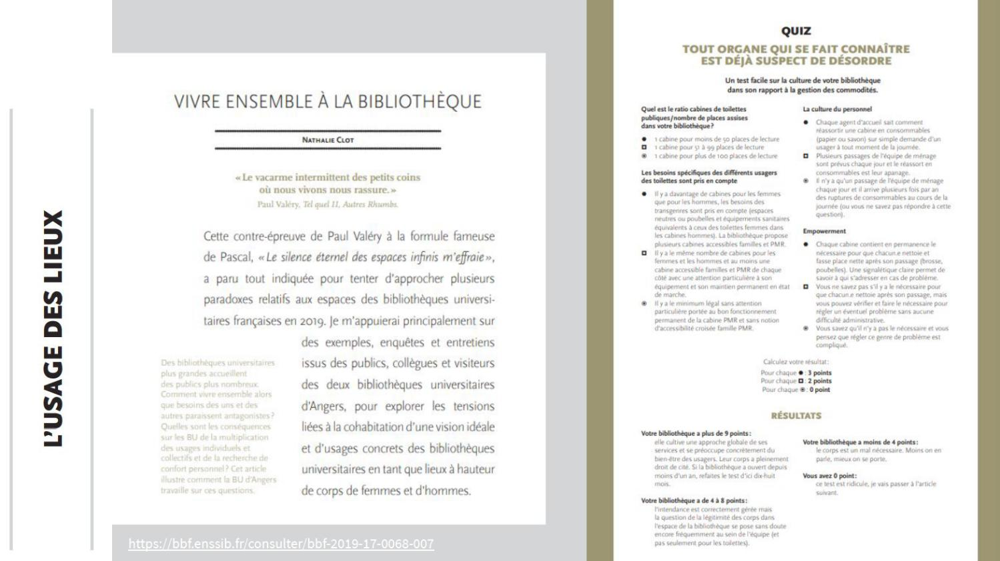 L'USAGE DES LIEUX
VIVRE ENSEMBLE À LA BIBLIOTHÈQUE
NATHALIE CLOT
« Le vacarme intermittent des petits coins
où nous vivons nous rassure. »
Paul Valéry, Tel quel II, Autres Rhumbs.
Cette contre-épreuve de Paul Valéry à la formule fameuse
de Pascal, « Le silence éternel des espaces infinis m'effraie »,
a paru tout indiquée pour tenter d'approcher plusieurs
paradoxes relatifs aux espaces des bibliothèques universi-
taires françaises en 2019. Je m'appuierai principalement sur
des exemples, enquêtes et entretiens
issus des publics, collègues et visiteurs
des deux bibliothèques universitaires
d'Angers, pour explorer les tensions
liées à la cohabitation d'une vision idéale
et d'usages concrets des bibliothèques
universitaires en tant que lieux à hauteur
de corps de femmes et d'hommes.
Des bibliothèques universitaires
plus grandes accueillent
des publics plus nombreux.
Comment vivre ensemble alors
que besoins des uns et des
autres paraissent antagonistes ?
Quelles sont les conséquences
sur les BU de la multiplication
des usages individuels et
collectifs et de la recherche de
confort personnel ? Cet article
illustre comment la BU d'Angers
travaille sur ces questions.
https://bbf.enssib.fr/consulter/bbf-2019-17-0068-007
QUIZ
TOUT ORGANE QUI SE FAIT CONNAÎTRE
EST DÉJÀ SUSPECT DE DÉSORDRE
Un test facile sur la culture de votre bibliothèque
dans son rapport à la gestion des commodités.
Quel est le ratio cabines de toilettes
publiques/nombre de places assises
dans votre bibliothèque ?
1 cabine pour moins de 50 places de lecture
1 cabine pour 51 à 99 places de lecture
1 cabine pour plus de 100 places de lecture
Les besoins spécifiques des différents usagers
des toilettes sont pris en compte
Il y a davantage de cabines pour les femmes
que pour les hommes, les besoins des
transgenres sont pris en compte (espaces
neutres ou poubelles et équipements sanitaires
équivalents à ceux des toilettes femmes dans
les cabines hommes). La bibliothèque propose
plusieurs cabines accessibles familles et PMR.
Il y a le même nombre de cabines pour les
femmes et les hommes et au moins une
cabine accessible familles et PMR de chaque
côté avec une attention particulière à son
équipement et son maintien permanent en état
de marche.
Il y a le minimum légal sans attention
particulière portée au bon fonctionnement
permanent de la cabine PMR et sans notion
d'accessibilité croisée famille PMR.
La culture du personnel
Chaque agent d'accueil sait comment
réassortir une cabine en consommables
(papier ou savon) sur simple demande d'un
usager à tout moment de la journée.
Plusieurs passages de l'équipe de ménage
sont prévus chaque jour et le réassort en
consommables est leur apanage.
Il n'y a qu'un passage de l'équipe de ménage
chaque jour et il arrive plusieurs fois par an
des ruptures de consommables au cours de la
journée (ou vous ne savez pas répondre à cette
question).
Empowerment
Chaque cabine contient en permanence le
nécessaire pour que chacun.e nettoie et
fasse place nette après son passage (brosse,
poubelles). Une signalétique claire permet de
savoir à qui s'adresser en cas de problème.
Vous ne savez pas s'il y a le nécessaire pour
que chacun.e nettoie après son passage, mais
vous pouvez vérifier et faire le nécessaire pour
régler un éventuel problème sans aucune
difficulté administrative.
Vous savez qu'il n'y a pas le nécessaire et vous
pensez que régler ce genre de problème est
compliqué.
Calculez votre résultat :
Pour chaque ● : 3 points
Pour chaque ◘ : 2 points
Pour chaque ◉ : 0 point
RÉSULTATS
Votre bibliothèque a plus de 9 points :
elle cultive une approche globale de ses
services et se préoccupe concrètement du
bien-être des usagers. Leur corps a pleinement
droit de cité. Si la bibliothèque a ouvert depuis
moins d'un an, refaites le test d'ici dix-huit
mois.
Votre bibliothèque a de 4 à 8 points :
l'intendance est correctement gérée mais
la question de la légitimité des corps dans
l'espace de la bibliothèque se pose sans doute
encore fréquemment au sein de l'équipe (et
pas seulement pour les toilettes).
Votre bibliothèque a moins de 4 points :
le corps est un mal nécessaire. Moins on en
parle, mieux on se porte.
Vous avez 0 point :
ce test est ridicule, je vais passer à l'article
suivant.